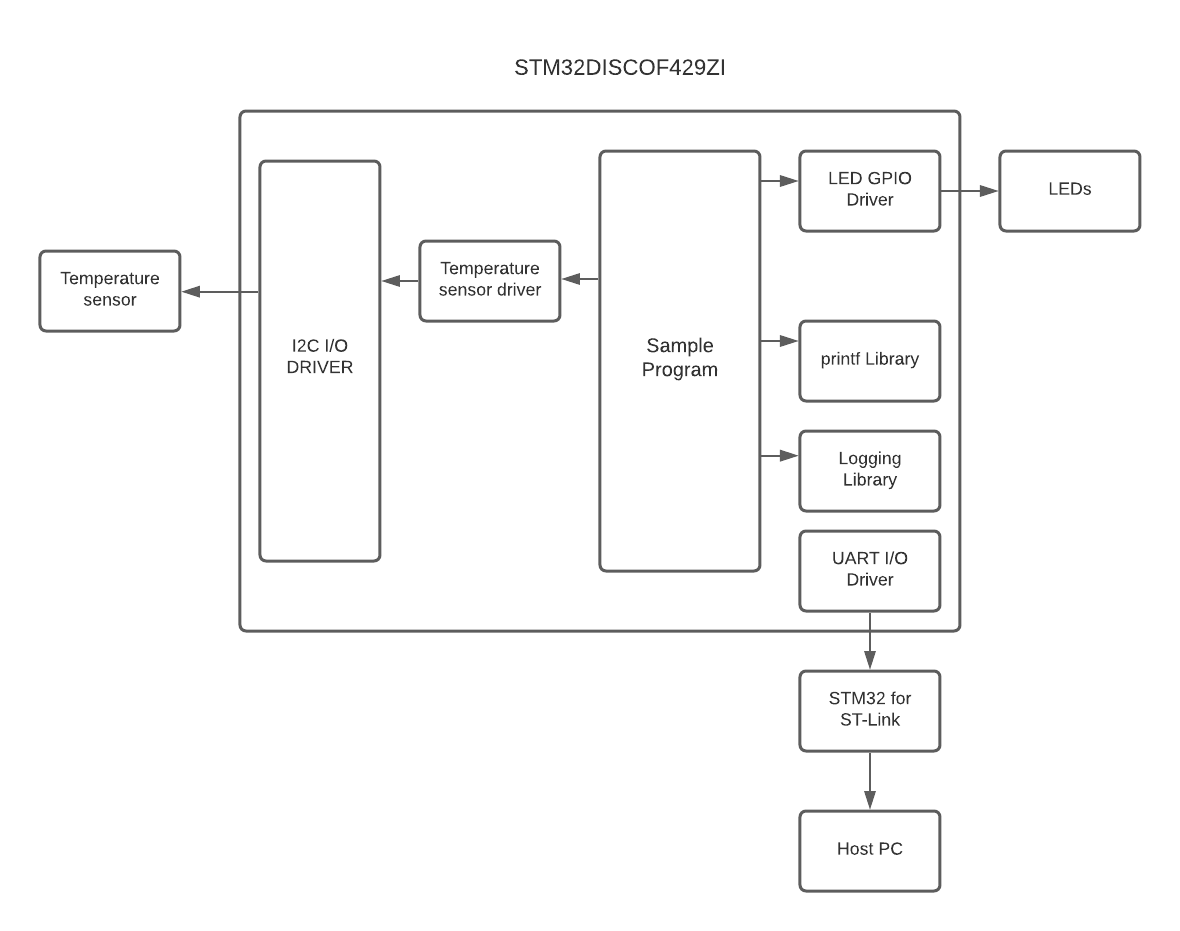 STM32DISCOF429ZI
LED GPIO
Driver
LEDs
Temperature
sensor
Temperature
sensor driver
I2C I/O
DRIVER
Sample
Program
printf Library
Logging
Library
UART I/O
Driver
STM32 for
ST-Link
Host PC